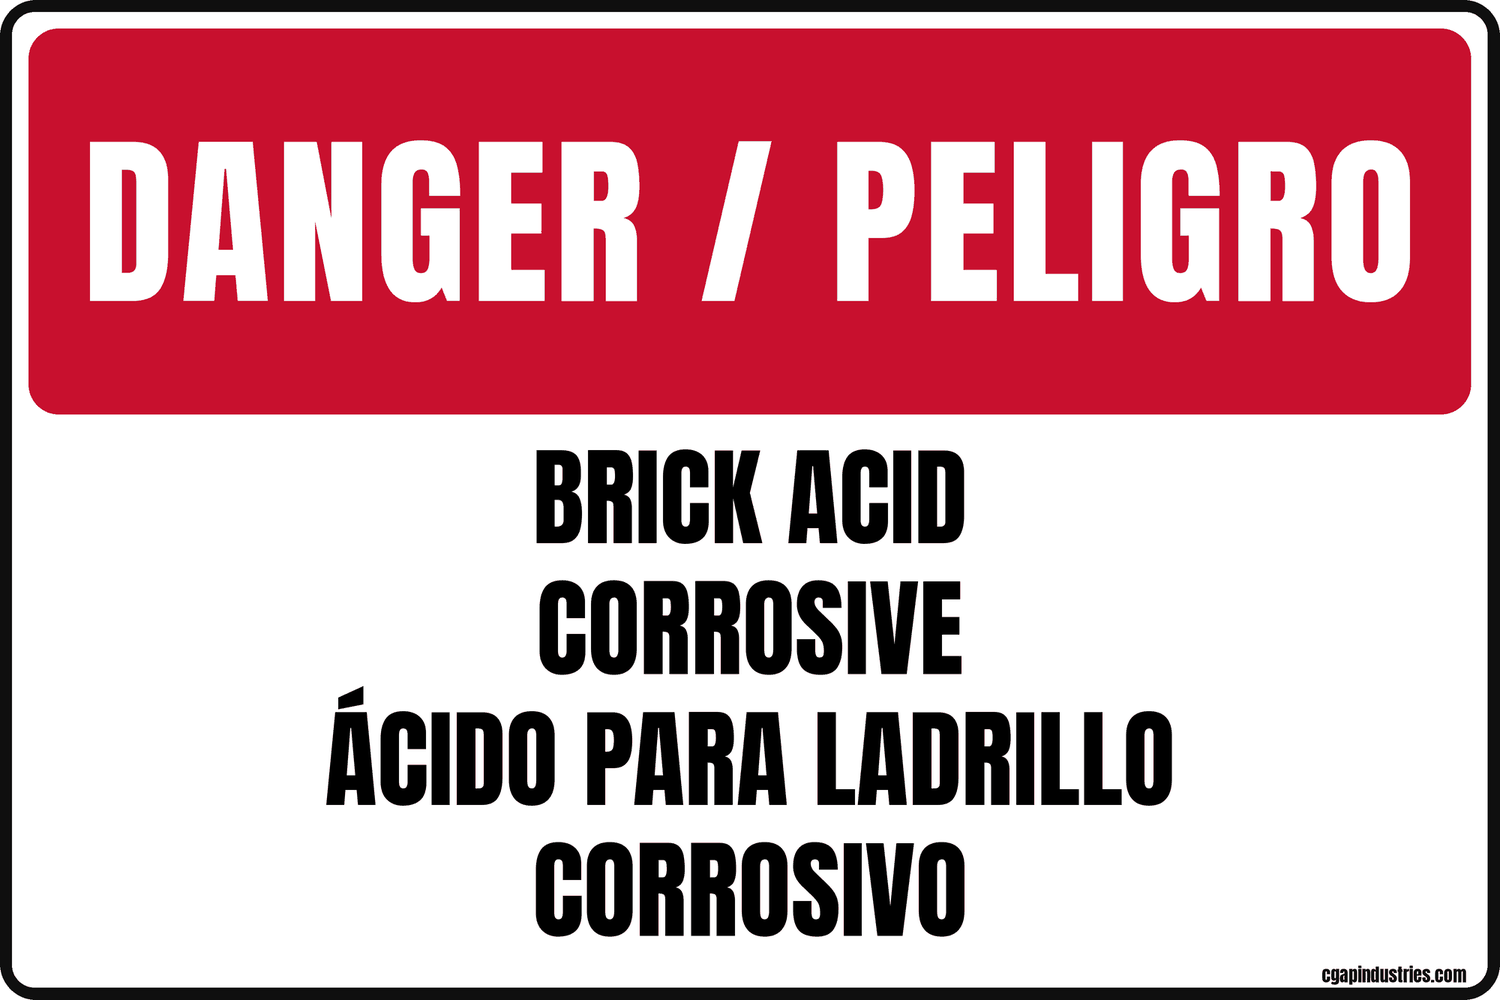 DANGER / PELIGRO
BRICK ACID
CORROSIVE
ÁCIDO PARA LADRILLO
CORROSIVO
cgapindustries.com